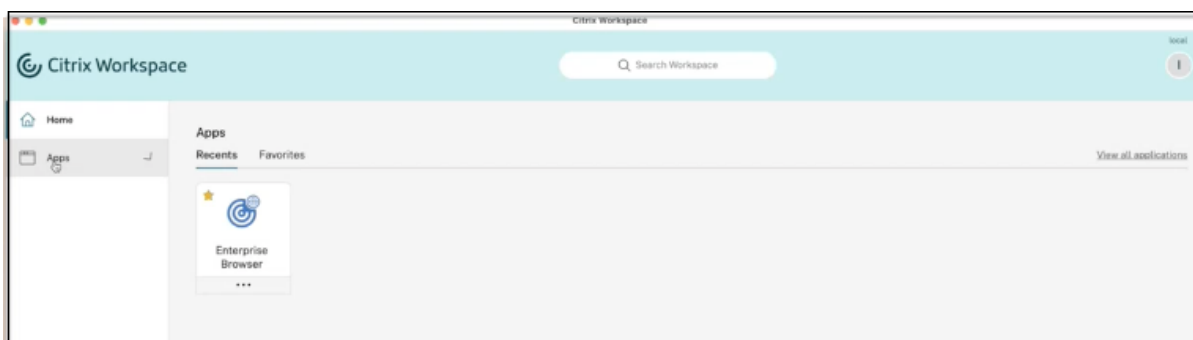 Citrix Workspace
local
Citrix Workspace
Search Workspace
I
Home
Apps
Apps
Recents Favorites
View all applications
Enterprise
Browser